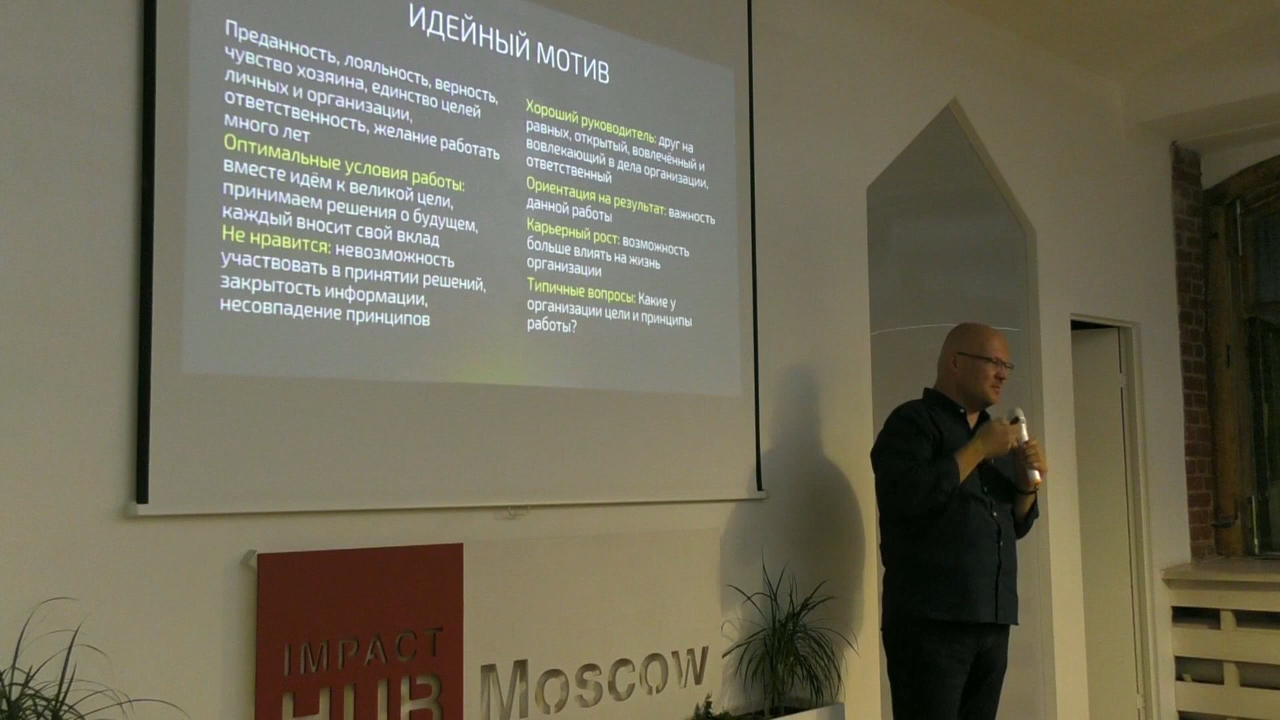 ИДЕЙНЫЙ МОТИВ
Преданность, лояльность, верность,
чувство хозяина, единство целей
личных и организации,
ответственность, желание работать
много лет
Оптимальные условия работы:
вместе идём к великой цели,
принимаем решения о будущем,
каждый вносит свой вклад
Не нравится: невозможность
участвовать в принятии решений,
закрытость информации,
несовпадение принципов
Хороший руководитель: друг на
равных, открытый, вовлечённый и
вовлекающий в дела организации,
ответственный
Ориентация на результат: важность
данной работы
Карьерный рост: возможность
больше влиять на жизнь
организации
Типичные вопросы: Какие у
организации цели и принципы
работы?
IMPACT
HUB
Moscow